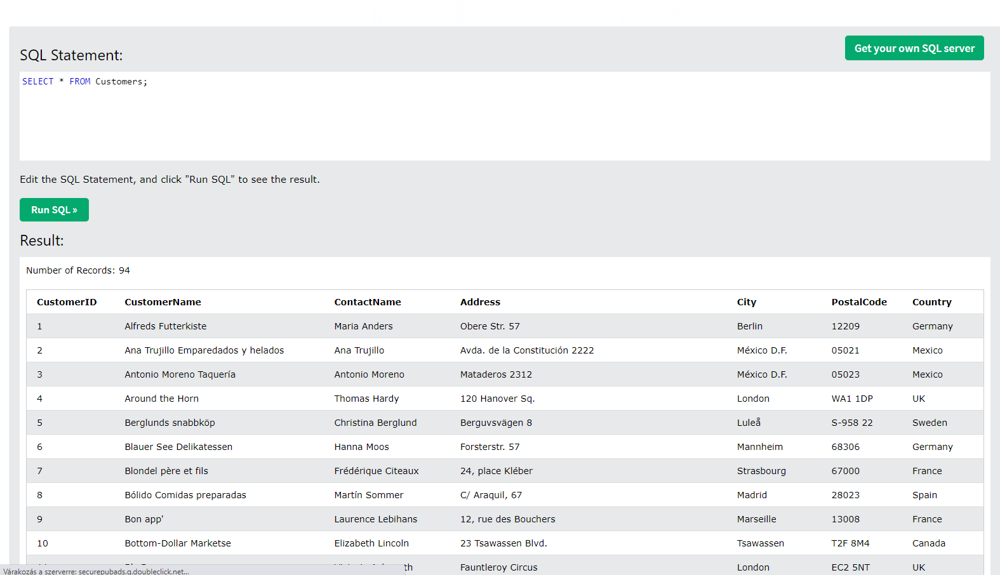 Get your own SQL server
SQL Statement:
SELECT * FROM Customers;
Edit the SQL Statement, and click "Run SQL" to see the result.
Run SQL »
Result:
Number of Records: 94
CustomerID CustomerName ContactName Address City PostalCode Country
1 Alfreds Futterkiste Maria Anders Obere Str. 57 Berlin 12209 Germany
2 Ana Trujillo Emparedados y helados Ana Trujillo Avda. de la Constitución 2222 México D.F. 05021 Mexico
3 Antonio Moreno Taquería Antonio Moreno Mataderos 2312 México D.F. 05023 Mexico
4 Around the Horn Thomas Hardy 120 Hanover Sq. London WA1 1DP UK
5 Berglunds snabbköp Christina Berglund Berguvsvägen 8 Luleå S-958 22 Sweden
6 Blauer See Delikatessen Hanna Moos Forsterstr. 57 Mannheim 68306 Germany
7 Blondel père et fils Frédérique Citeaux 24, place Kléber Strasbourg 67000 France
8 Bólido Comidas preparadas Martín Sommer C/ Araquil, 67 Madrid 28023 Spain
9 Bon app' Laurence Lebihans 12, rue des Bouchers Marseille 13008 France
10 Bottom-Dollar Marketse Elizabeth Lincoln 23 Tsawassen Blvd. Tsawassen T2F 8M4 Canada
Fauntleroy Circus London EC2 5NT UK
Várakozás a szerverre: securepubads.g.doubleclick.net...